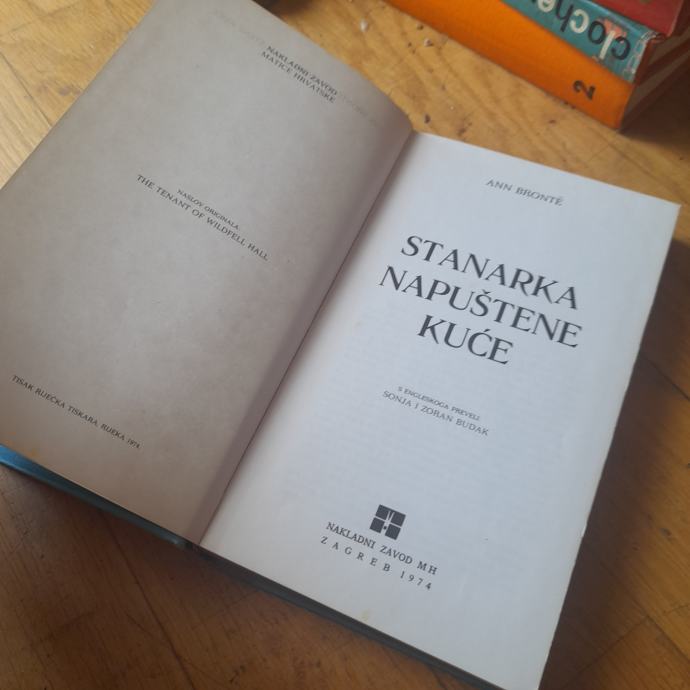 NAKLADNI ZAVOD
MATICE HRVATSKE
NASLOV ORIGINALA:
THE TENANT OF WILDFELL HALL
TISAK RIJEČKA TISKARA, RIJEKA 1974.
ANN BRONTË
STANARKA
NAPUŠTENE
KUĆE
S ENGLESKOGA PREVELI
SONJA I ZORAN BUDAK
NAKLADNI ZAVOD MH
ZAGREB 1974
cloche
2